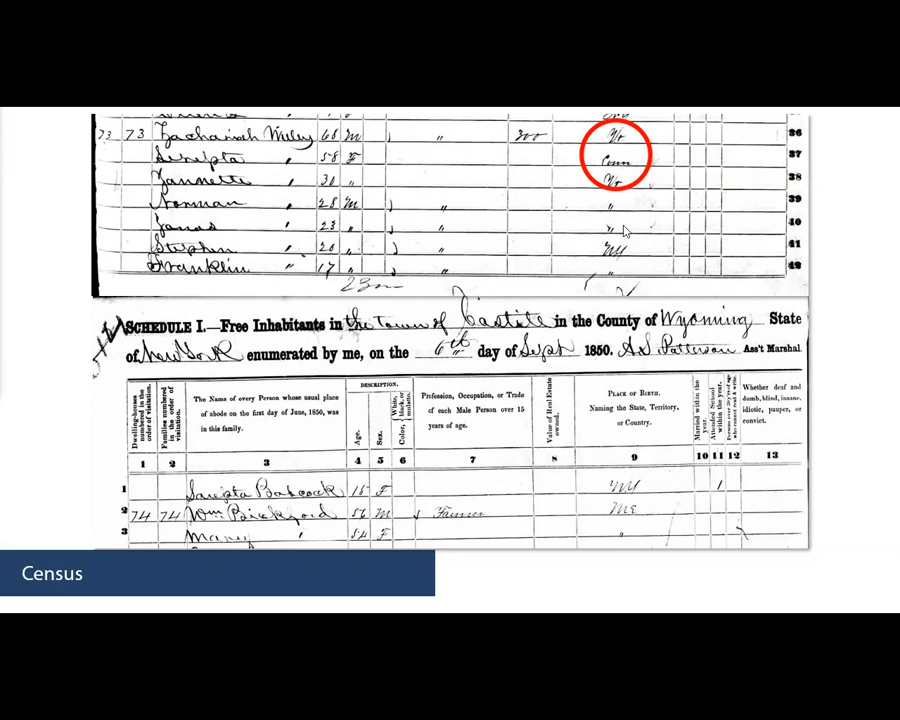 73 73 Zachariah Wiley 68 M " 300 Vt 36
Serepta " 58 F Conn 37
Jannette " 30 " Vt 38
Norman " 28 M " " 39
Jonas " 23 " " " 40
Stephen " 20 " " NY 41
Franklin " 17 " " " 42
23 m
SCHEDULE I.—Free Inhabitants in the Town of Castile in the County of Wyoming State
of New York enumerated by me, on the 6th day of Sept 1850. A S Patterson Ass't Marshal.
Dwelling-houses numbered in the order of visitation.
Families numbered in the order of visitation.
The Name of every Person whose usual place of abode on the first day of June, 1850, was in this family.
DESCRIPTION.
Age.
Sex.
Color, White, black, or mulatto.
Profession, Occupation, or Trade of each Male Person over 15 years of age.
Value of Real Estate owned.
PLACE OF BIRTH.
Naming the State, Territory, or Country.
Married within the year.
Attended School within the year.
Persons over 20 y'rs of age who cannot read & write.
Whether deaf and dumb, blind, insane, idiotic, pauper, or convict.
1 2 3 4 5 6 7 8 9 10 11 12 13
1 Sarepta Babcock 15 F NY 1
2 74 74 Wm Bickford 56 M Farmer Me
3 Mary " 54 F "
Census